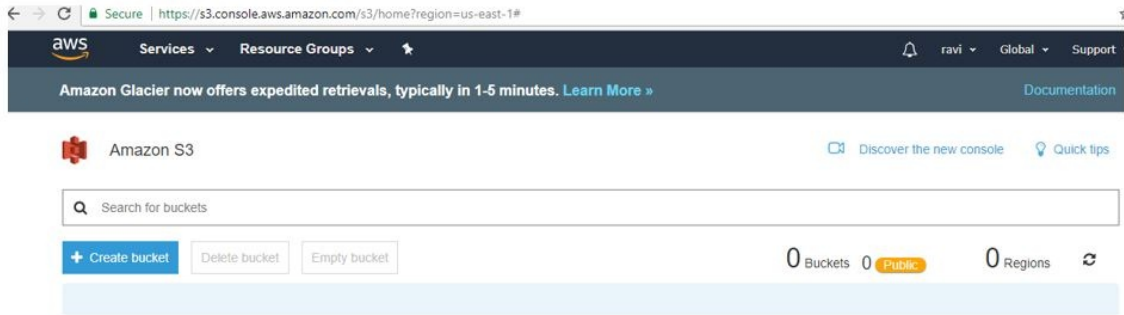 Secure | https://s3.console.aws.amazon.com/s3/home?region=us-east-1#
aws Services Resource Groups ravi Global Support
Amazon Glacier now offers expedited retrievals, typically in 1-5 minutes. Learn More » Documentation
Amazon S3 Discover the new console Quick tips
Search for buckets
+ Create bucket Delete bucket Empty bucket 0 Buckets 0 Public 0 Regions